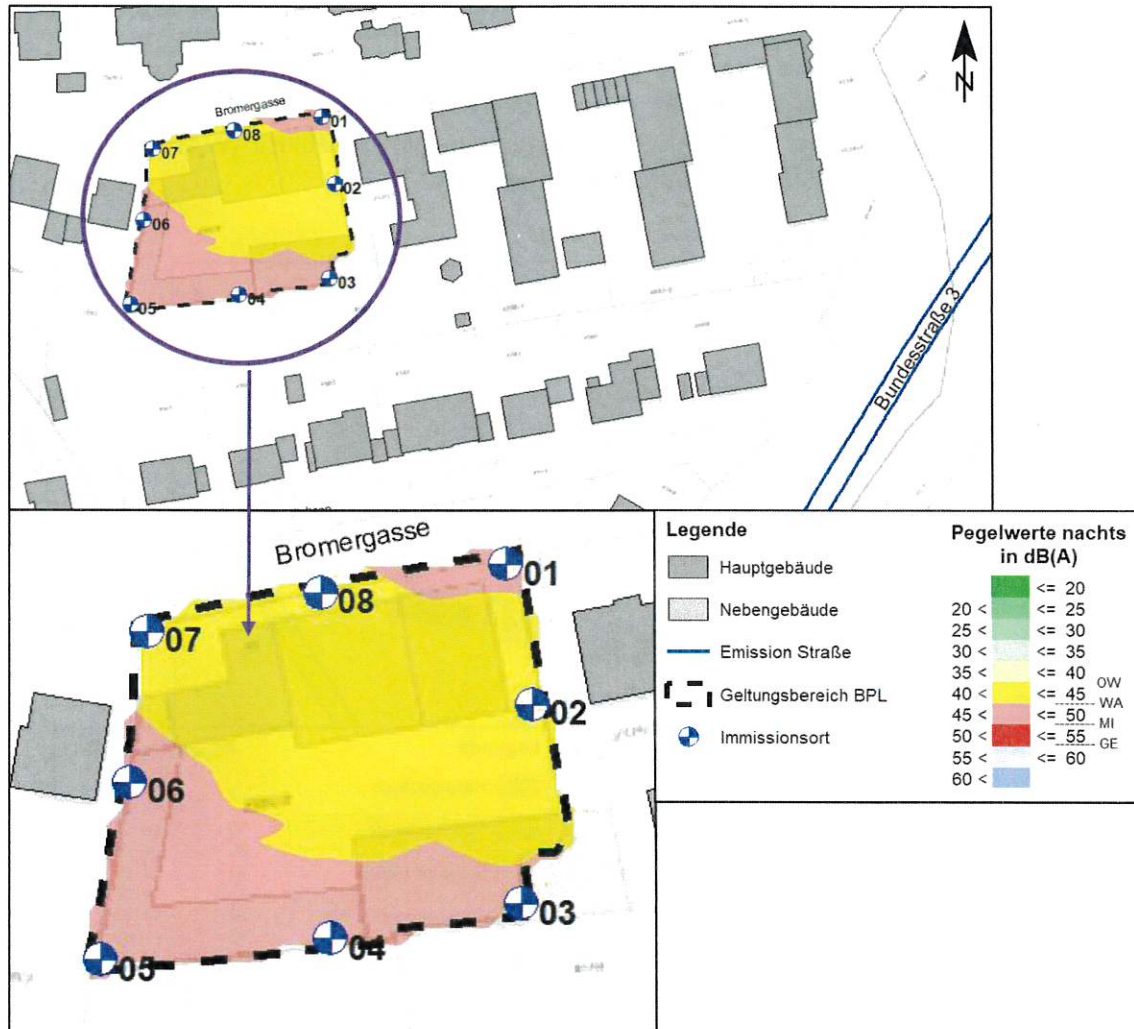 N
Bromergasse
01
08
07
02
06
03
04
05
Bundesstraße 3
Bromergasse
01
08
07
02
06
03
04
05
Legende
Hauptgebäude
Nebengebäude
Emission Straße
Geltungsbereich BPL
Immissionsort
Pegelwerte nachts
in dB(A)
<= 20
20 < <= 25
25 < <= 30
30 < <= 35
35 < <= 40
40 < <= 45 OW
WA
45 < <= 50
MI
50 < <= 55
GE
55 < <= 60
60 <